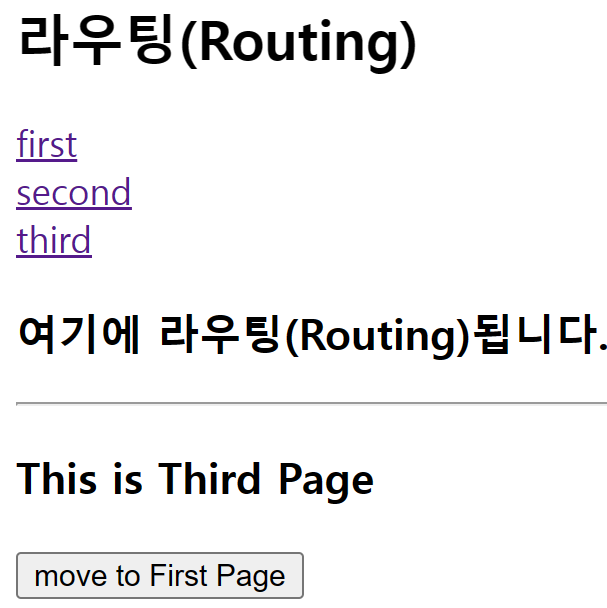 라우팅(Routing)
first
second
third
여기에 라우팅(Routing)됩니다.
This is Third Page
move to First Page